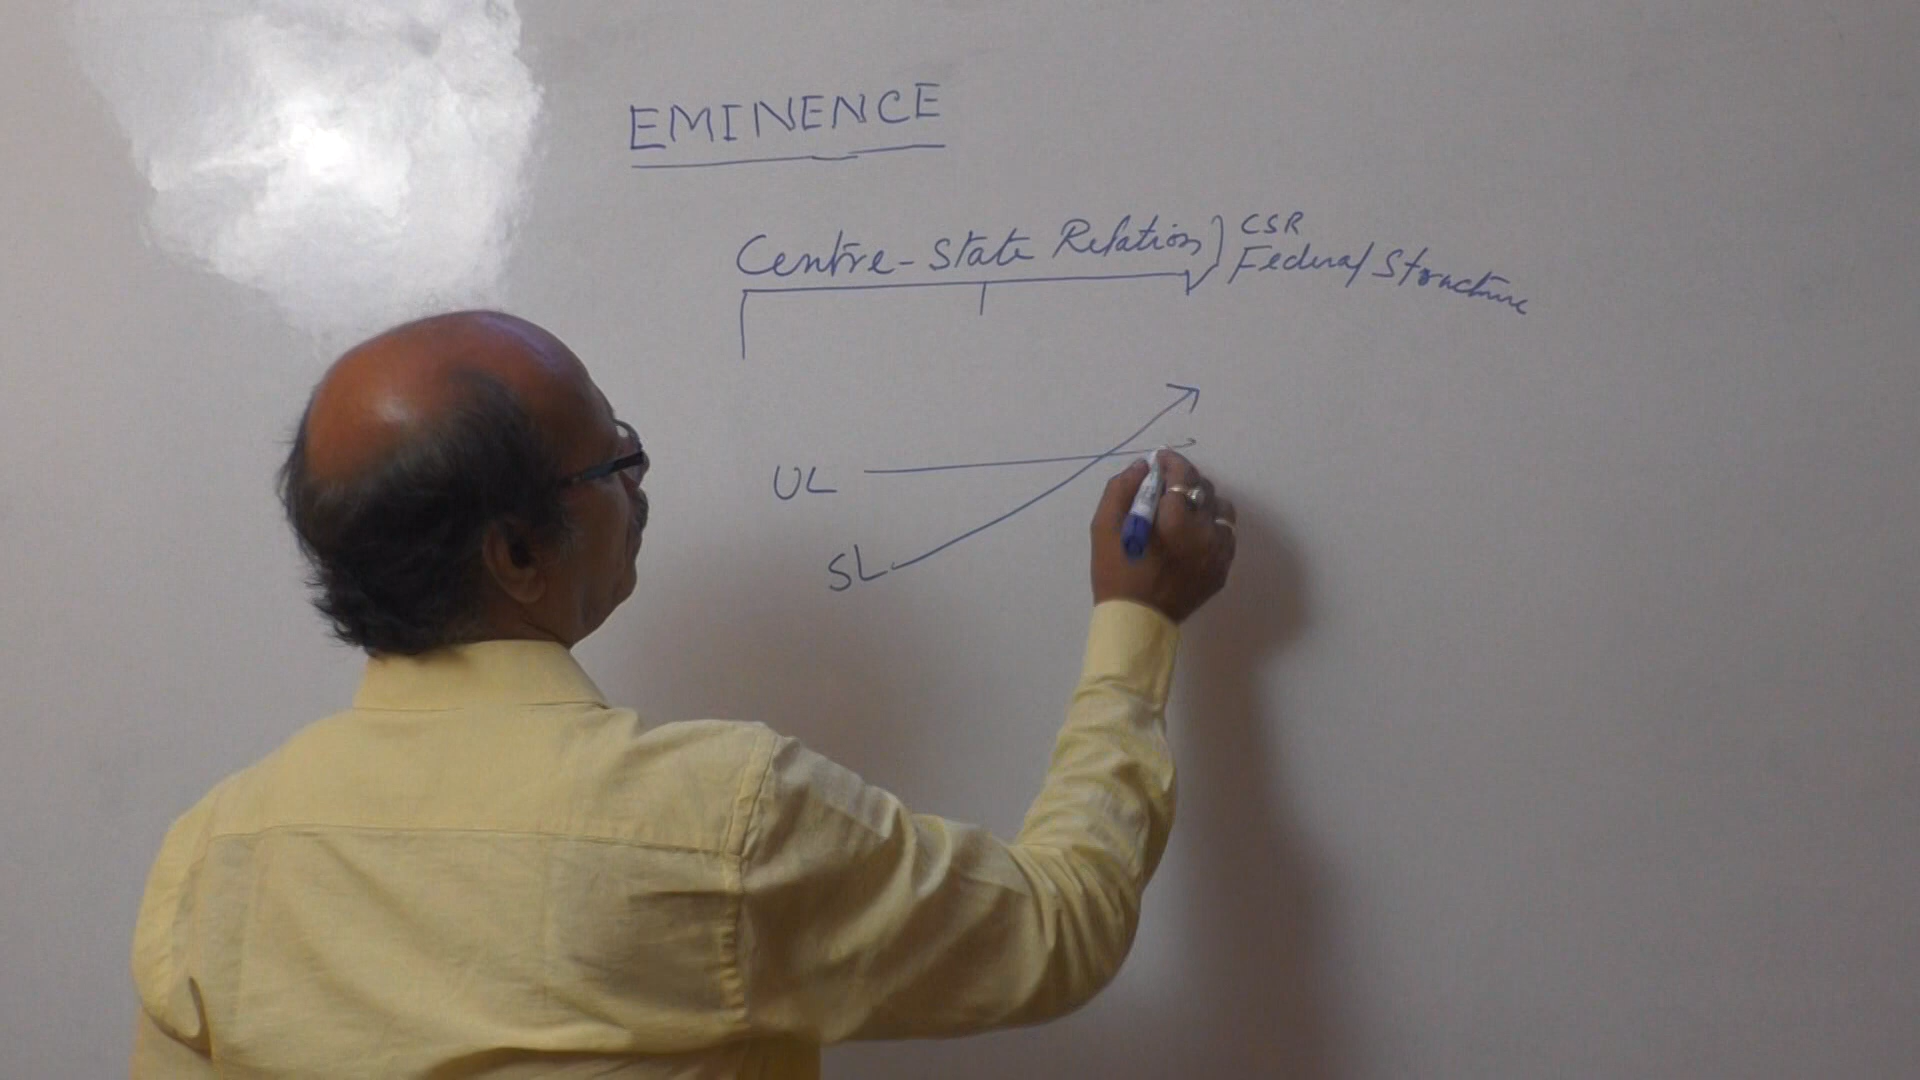 EMINENCE
Centre-State Relation} CSR
Federal Structure
UL
SL